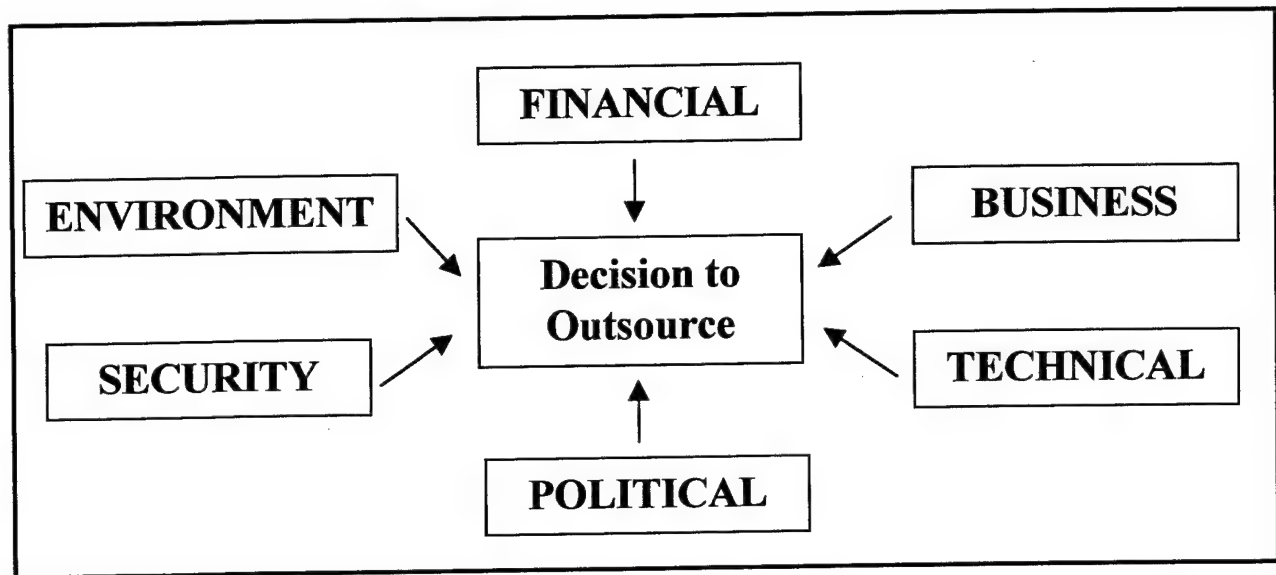 FINANCIAL
ENVIRONMENT
BUSINESS
Decision to
Outsource
SECURITY
TECHNICAL
POLITICAL